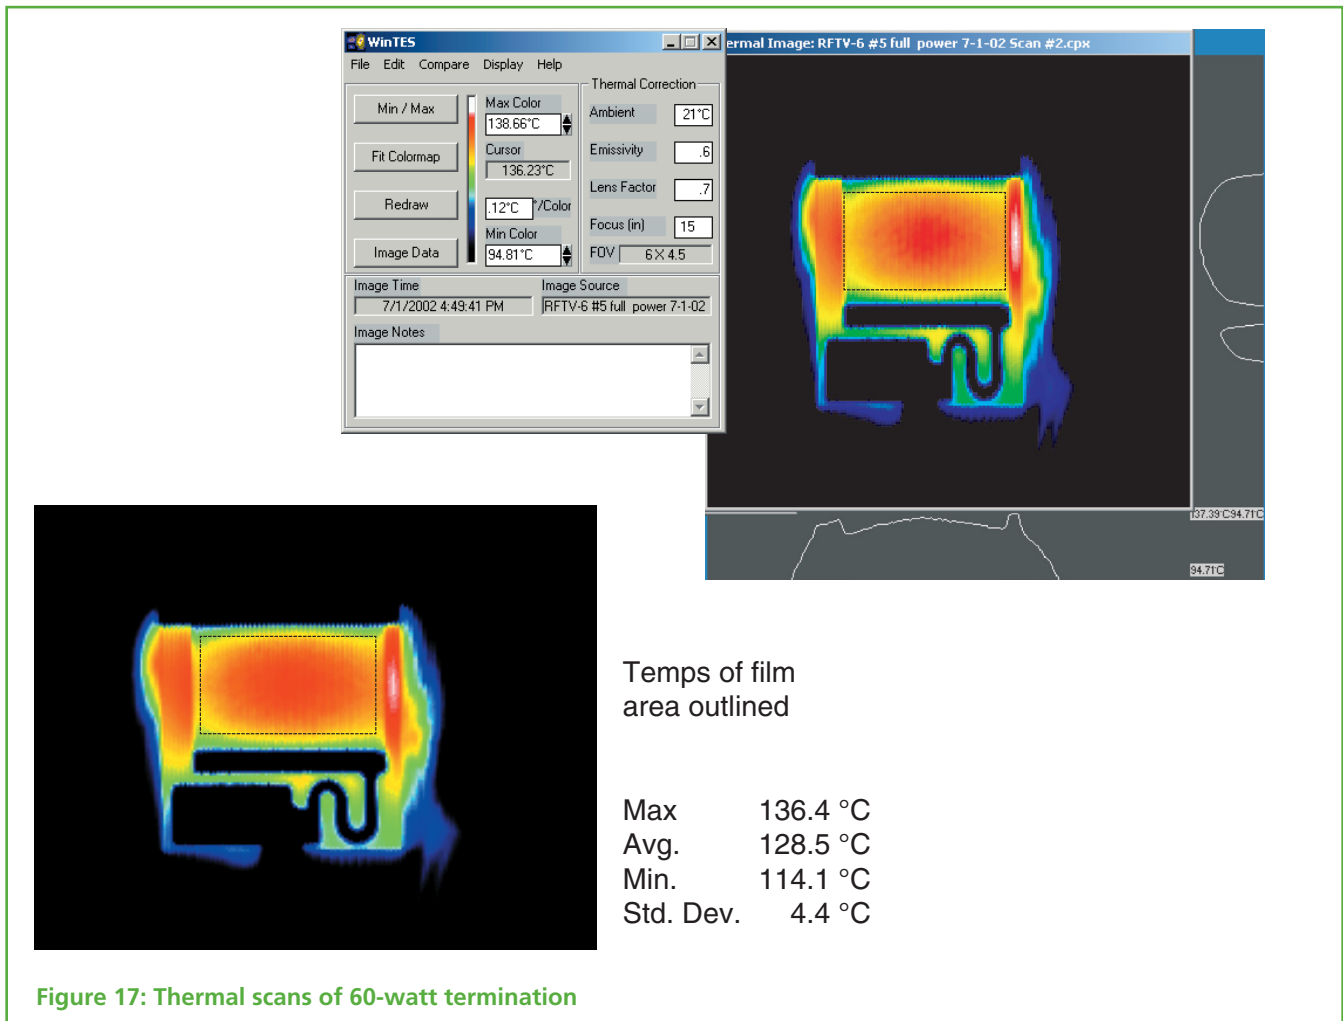 WinTES
ermal Image: RFTV-6 #5 full power 7-1-02 Scan #2.cpx
File Edit Compare Display Help
Thermal Correction
Min / Max
Max Color
138.66°C
Ambient
21°C
Fit Colormap
Cursor
136.23°C
Emissivity
.6
Redraw
.12°C °/Color
Lens Factor
.7
Min Color
Focus (in)
15
Image Data
94.81°C
FOV
6 X 4.5
Image Time
Image Source
7/1/2002 4:49:41 PM
RFTV-6 #5 full power 7-1-02
Image Notes
137.39°C94.71°C
94.71°C
Temps of film
area outlined
Max 136.4 °C
Avg. 128.5 °C
Min. 114.1 °C
Std. Dev. 4.4 °C
Figure 17: Thermal scans of 60-watt termination